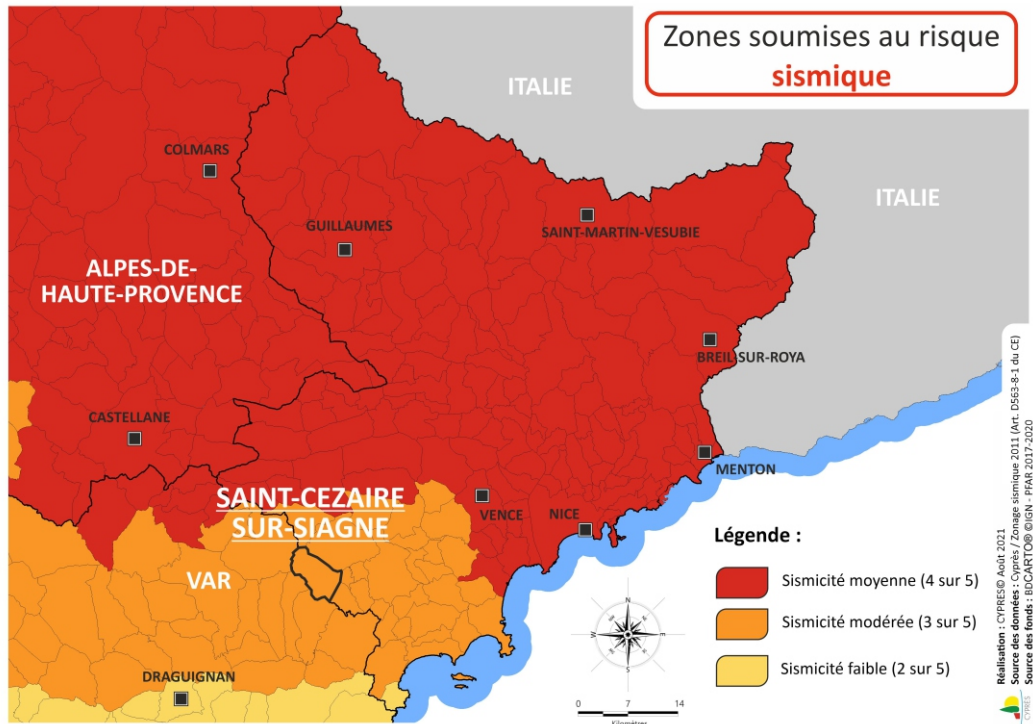 Zones soumises au risque
sismique
ITALIE
COLMARS
ITALIE
GUILLAUMES
SAINT-MARTIN-VESUBIE
ALPES-DE-
HAUTE-PROVENCE
BREIL-SUR-ROYA
CASTELLANE
MENTON
SAINT-CEZAIRE
SUR-SIAGNE
VENCE
NICE
VAR
DRAGUIGNAN
Légende :
Sismicité moyenne (4 sur 5)
Sismicité modérée (3 sur 5)
Sismicité faible (2 sur 5)
N
W
E
S
0
7
14
Kilomètres
Réalisation : CYPRES© Août 2021
Source des données : Cyprès / Zonage sismique 2011 (Art. D563-8-1 du CE)
Source des fonds : BDCARTO® ©IGN - PFAR 2017-2020
CYPRES